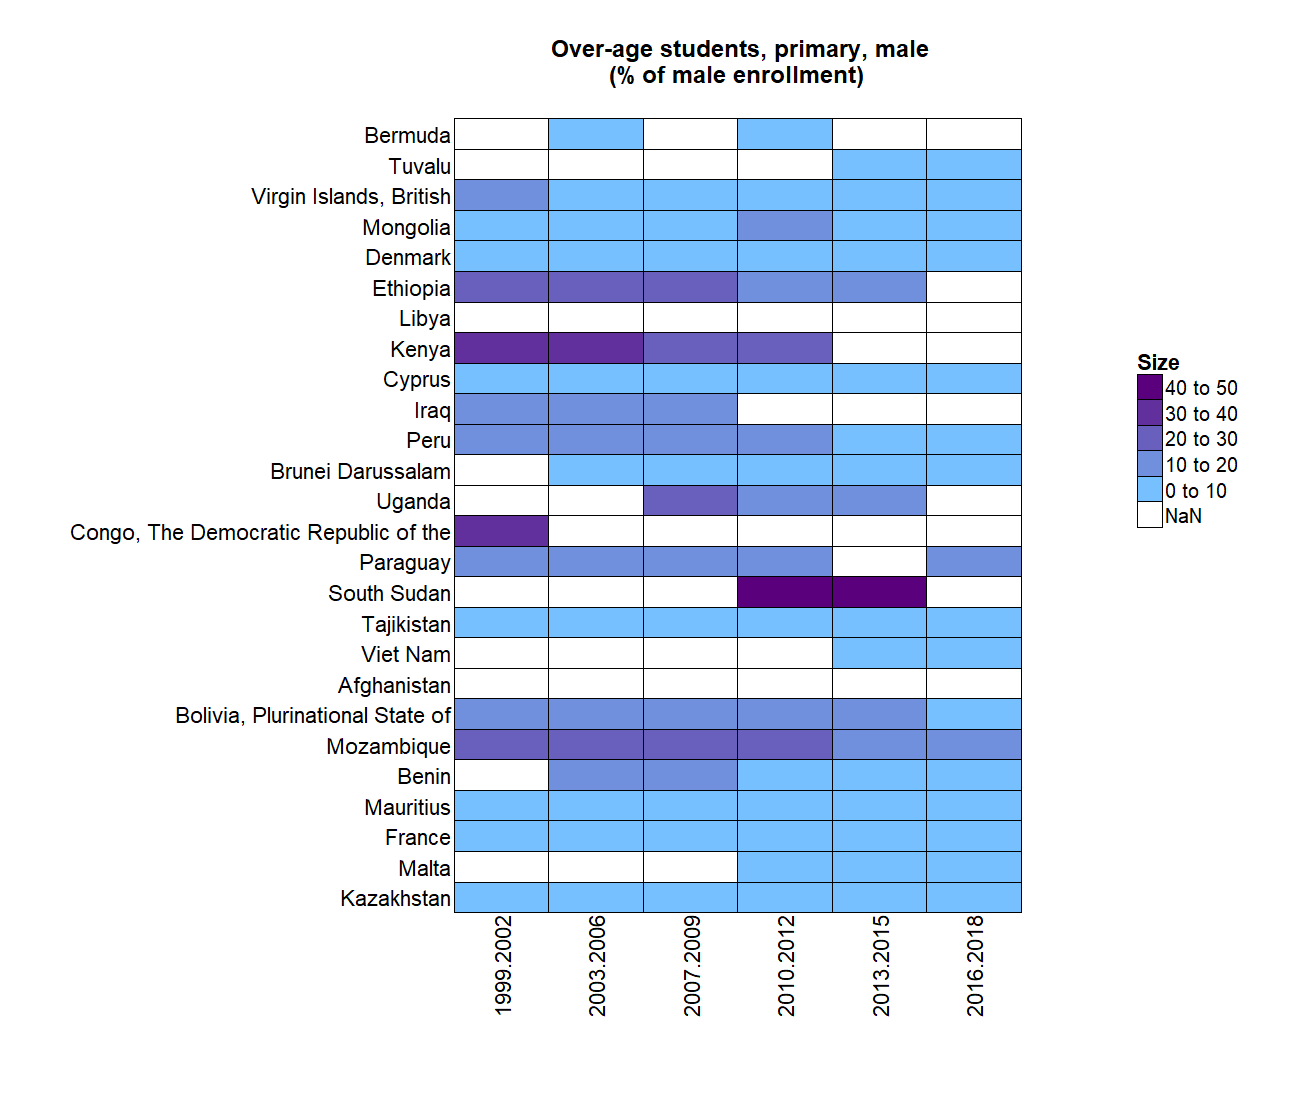 Over-age students, primary, male
(% of male enrollment)
Bermuda
Tuvalu
Virgin Islands, British
Mongolia
Denmark
Ethiopia
Libya
Kenya
Cyprus
Iraq
Peru
Brunei Darussalam
Uganda
Congo, The Democratic Republic of the
Paraguay
South Sudan
Tajikistan
Viet Nam
Afghanistan
Bolivia, Plurinational State of
Mozambique
Benin
Mauritius
France
Malta
Kazakhstan
1999.2002
2003.2006
2007.2009
2010.2012
2013.2015
2016.2018
Size
40 to 50
30 to 40
20 to 30
10 to 20
0 to 10
NaN